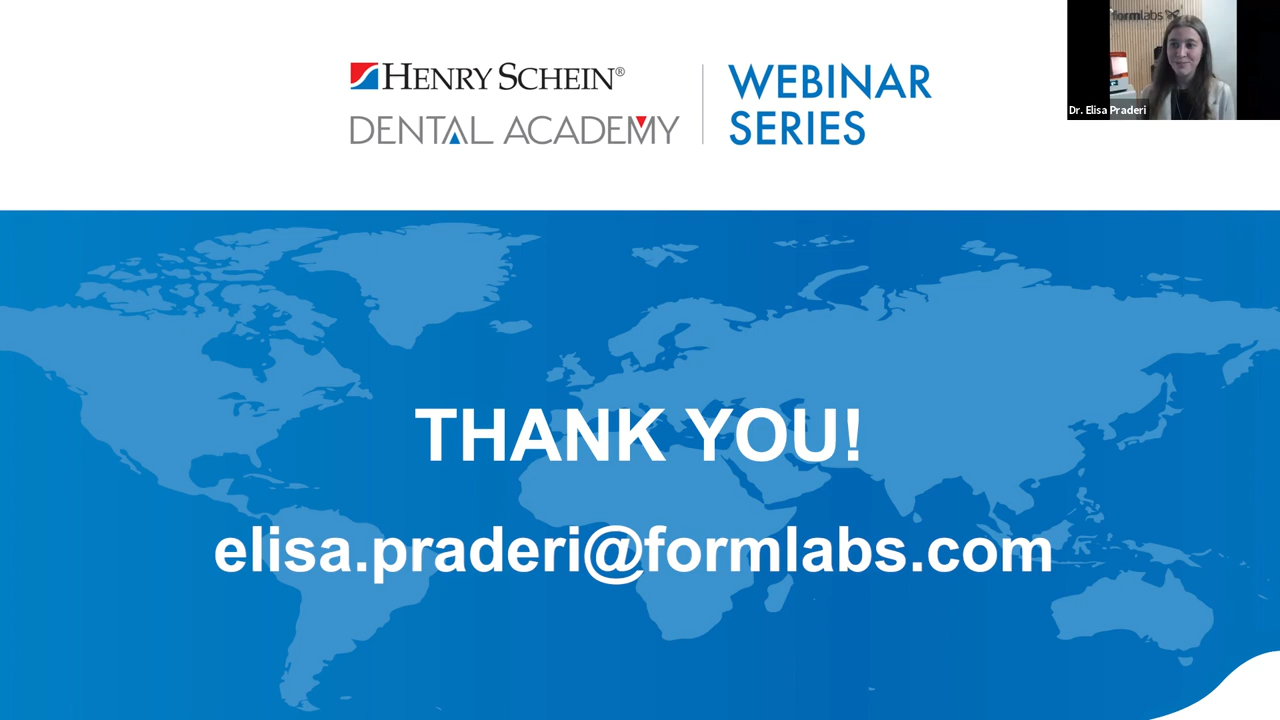 HENRY SCHEIN®
DENTAL ACADEMY
WEBINAR
SERIES
formlabs
Dr. Elisa Praderi
THANK YOU!
elisa.praderi@formlabs.com